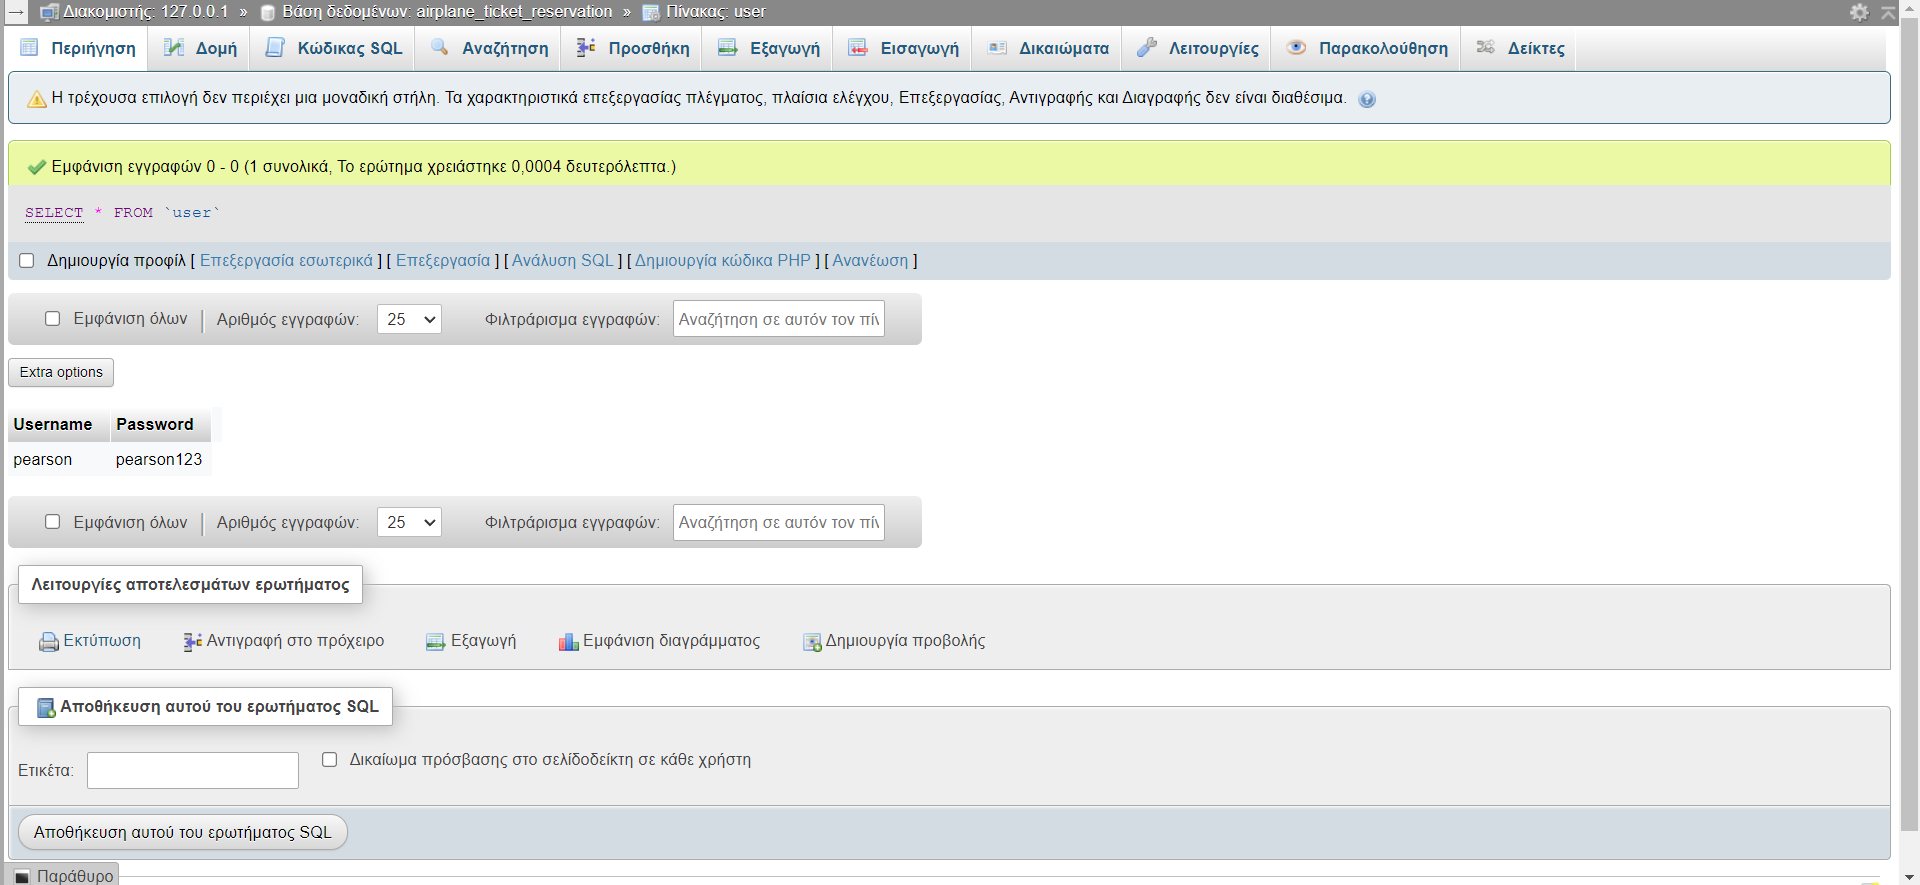 Διακομιστής: 127.0.0.1 » Βάση δεδομένων: airplane_ticket_reservation » Πίνακας: user
Περιήγηση Δομή Κώδικας SQL Αναζήτηση Προσθήκη Εξαγωγή Εισαγωγή Δικαιώματα Λειτουργίες Παρακολούθηση Δείκτες
Η τρέχουσα επιλογή δεν περιέχει μια μοναδική στήλη. Τα χαρακτηριστικά επεξεργασίας πλέγματος, πλαίσια ελέγχου, Επεξεργασίας, Αντιγραφής και Διαγραφής δεν είναι διαθέσιμα.
Εμφάνιση εγγραφών 0 - 0 (1 συνολικά, Το ερώτημα χρειάστηκε 0,0004 δευτερόλεπτα.)
SELECT * FROM `user`
Δημιουργία προφίλ [ Επεξεργασία εσωτερικά ] [ Επεξεργασία ] [ Ανάλυση SQL ] [ Δημιουργία κώδικα PHP ] [ Ανανέωση ]
Εμφάνιση όλων | Αριθμός εγγραφών: 25 Φιλτράρισμα εγγραφών: Αναζήτηση σε αυτόν τον πίν
Extra options
Username Password
pearson pearson123
Εμφάνιση όλων | Αριθμός εγγραφών: 25 Φιλτράρισμα εγγραφών: Αναζήτηση σε αυτόν τον πίν
Λειτουργίες αποτελεσμάτων ερωτήματος
Εκτύπωση Αντιγραφή στο πρόχειρο Εξαγωγή Εμφάνιση διαγράμματος Δημιουργία προβολής
Αποθήκευση αυτού του ερωτήματος SQL
Ετικέτα: Δικαίωμα πρόσβασης στο σελίδοδείκτη σε κάθε χρήστη
Αποθήκευση αυτού του ερωτήματος SQL
Παράθυρο